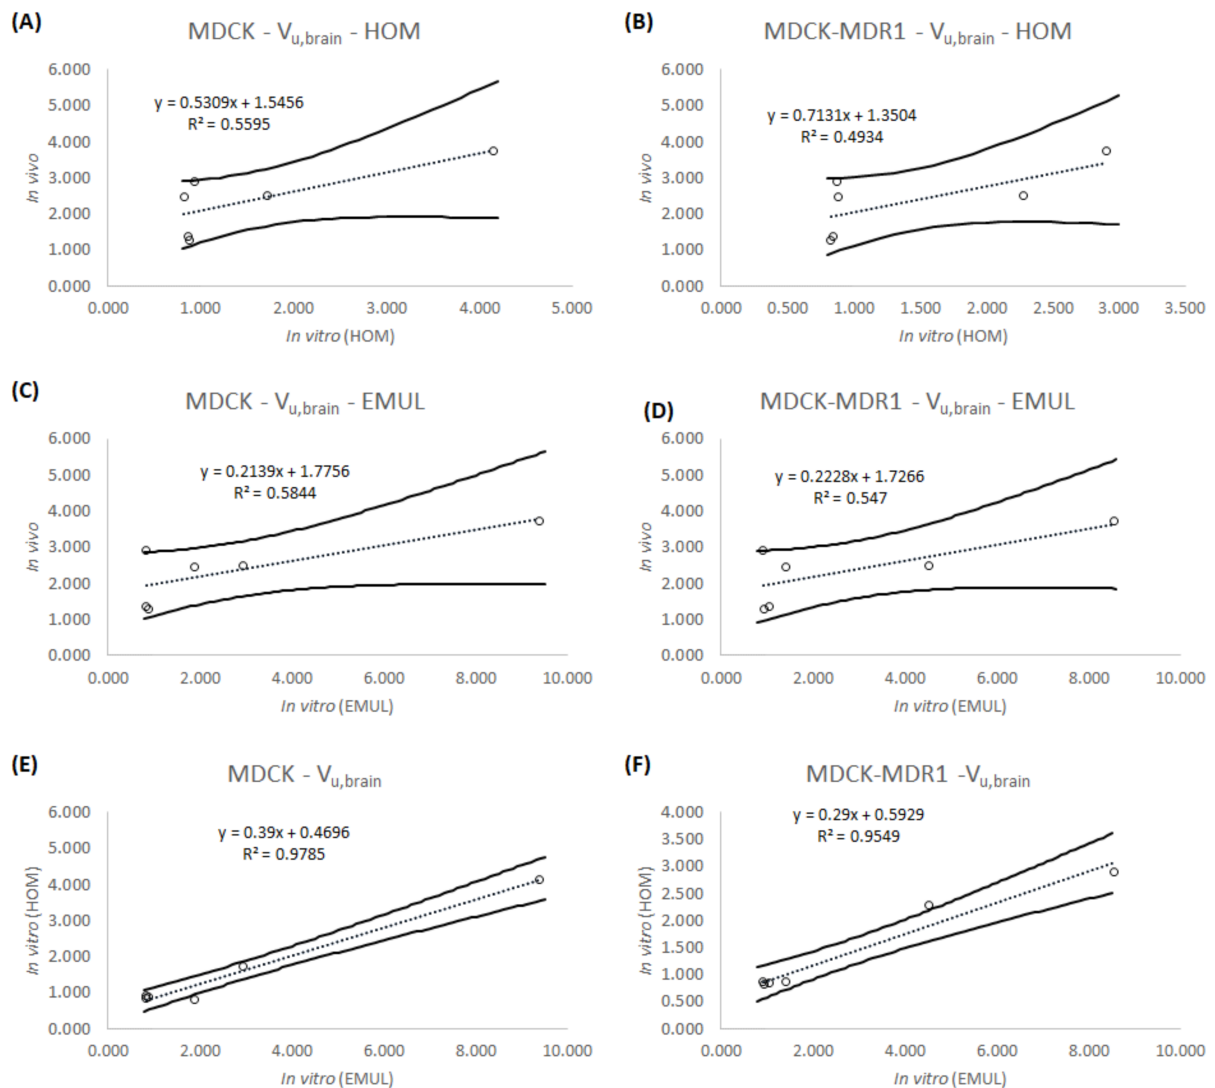 (A)
MDCK - Vu,brain - HOM
In vivo
6.000
5.000
4.000
3.000
2.000
1.000
0.000
y = 0.5309x + 1.5456
R² = 0.5595
0.000 1.000 2.000 3.000 4.000 5.000
In vitro (HOM)
(B)
MDCK-MDR1 - Vu,brain - HOM
In vivo
6.000
5.000
4.000
3.000
2.000
1.000
0.000
y = 0.7131x + 1.3504
R² = 0.4934
0.000 0.500 1.000 1.500 2.000 2.500 3.000 3.500
In vitro (HOM)
(C)
MDCK - Vu,brain - EMUL
In vivo
6.000
5.000
4.000
3.000
2.000
1.000
0.000
y = 0.2139x + 1.7756
R² = 0.5844
0.000 2.000 4.000 6.000 8.000 10.000
In vitro (EMUL)
(D)
MDCK-MDR1 - Vu,brain - EMUL
In vivo
6.000
5.000
4.000
3.000
2.000
1.000
0.000
y = 0.2228x + 1.7266
R² = 0.547
0.000 2.000 4.000 6.000 8.000 10.000
In vitro (EMUL)
(E)
MDCK - Vu,brain
In vitro (HOM)
6.000
5.000
4.000
3.000
2.000
1.000
0.000
y = 0.39x + 0.4696
R² = 0.9785
0.000 2.000 4.000 6.000 8.000 10.000
In vitro (EMUL)
(F)
MDCK-MDR1 -Vu,brain
In vitro (HOM)
4.000
3.500
3.000
2.500
2.000
1.500
1.000
0.500
0.000
y = 0.29x + 0.5929
R² = 0.9549
0.000 2.000 4.000 6.000 8.000 10.000
In vitro (EMUL)